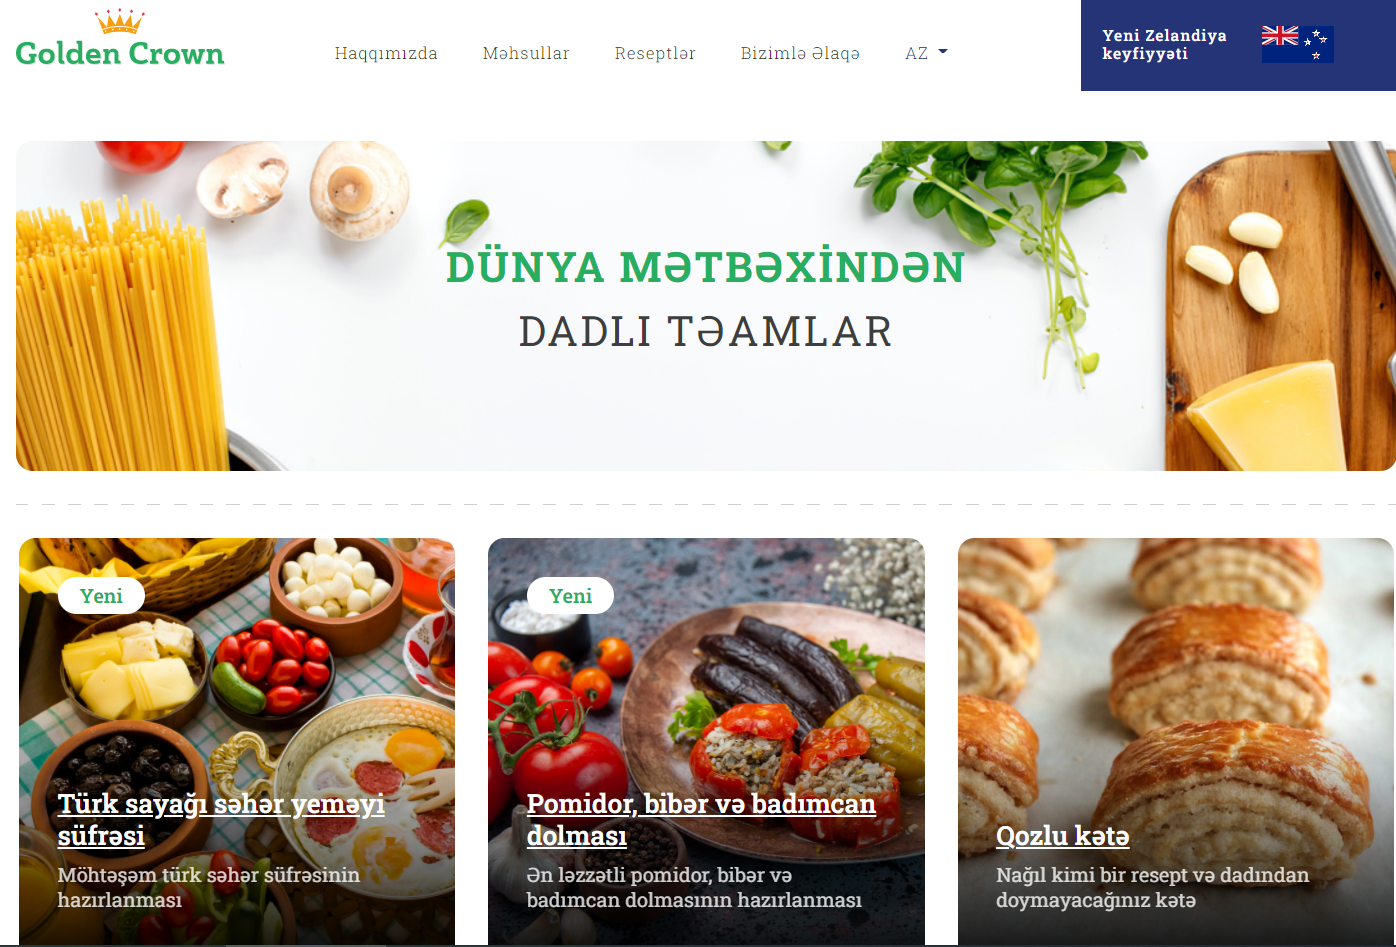 Golden Crown
Haqqımızda
Məhsullar
Reseptlər
Bizimlə Əlaqə
AZ
Yeni Zelandiya
keyfiyyəti
DÜNYA MƏTBƏXİNDƏN
DADLI TƏAMLAR
Yeni
Türk sayağı səhər yeməyi
süfrəsi
Möhtəşəm türk səhər süfrəsinin
hazırlanması
Yeni
Pomidor, bibər və badımcan
dolması
Ən ləzzətli pomidor, bibər və
badımcan dolmasının hazırlanması
Qozlu kətə
Nağıl kimi bir resept və dadından
doymayacağınız kətə